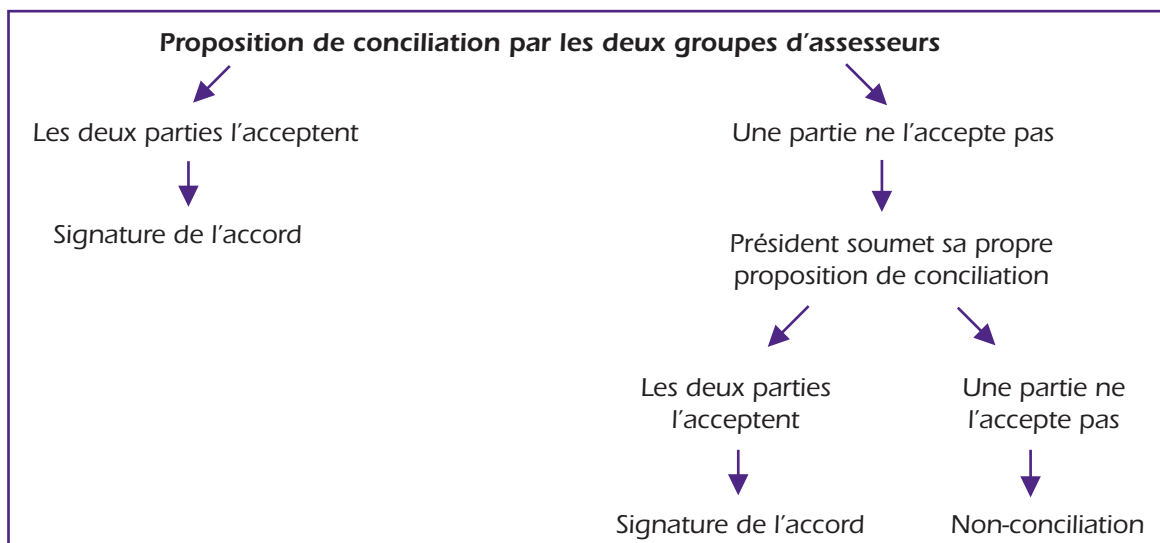 Proposition de conciliation par les deux groupes d'assesseurs
Les deux parties l'acceptent
Une partie ne l'accepte pas
Signature de l'accord
Président soumet sa propre
proposition de conciliation
Les deux parties
l'acceptent
Une partie ne
l'accepte pas
Signature de l'accord
Non-conciliation